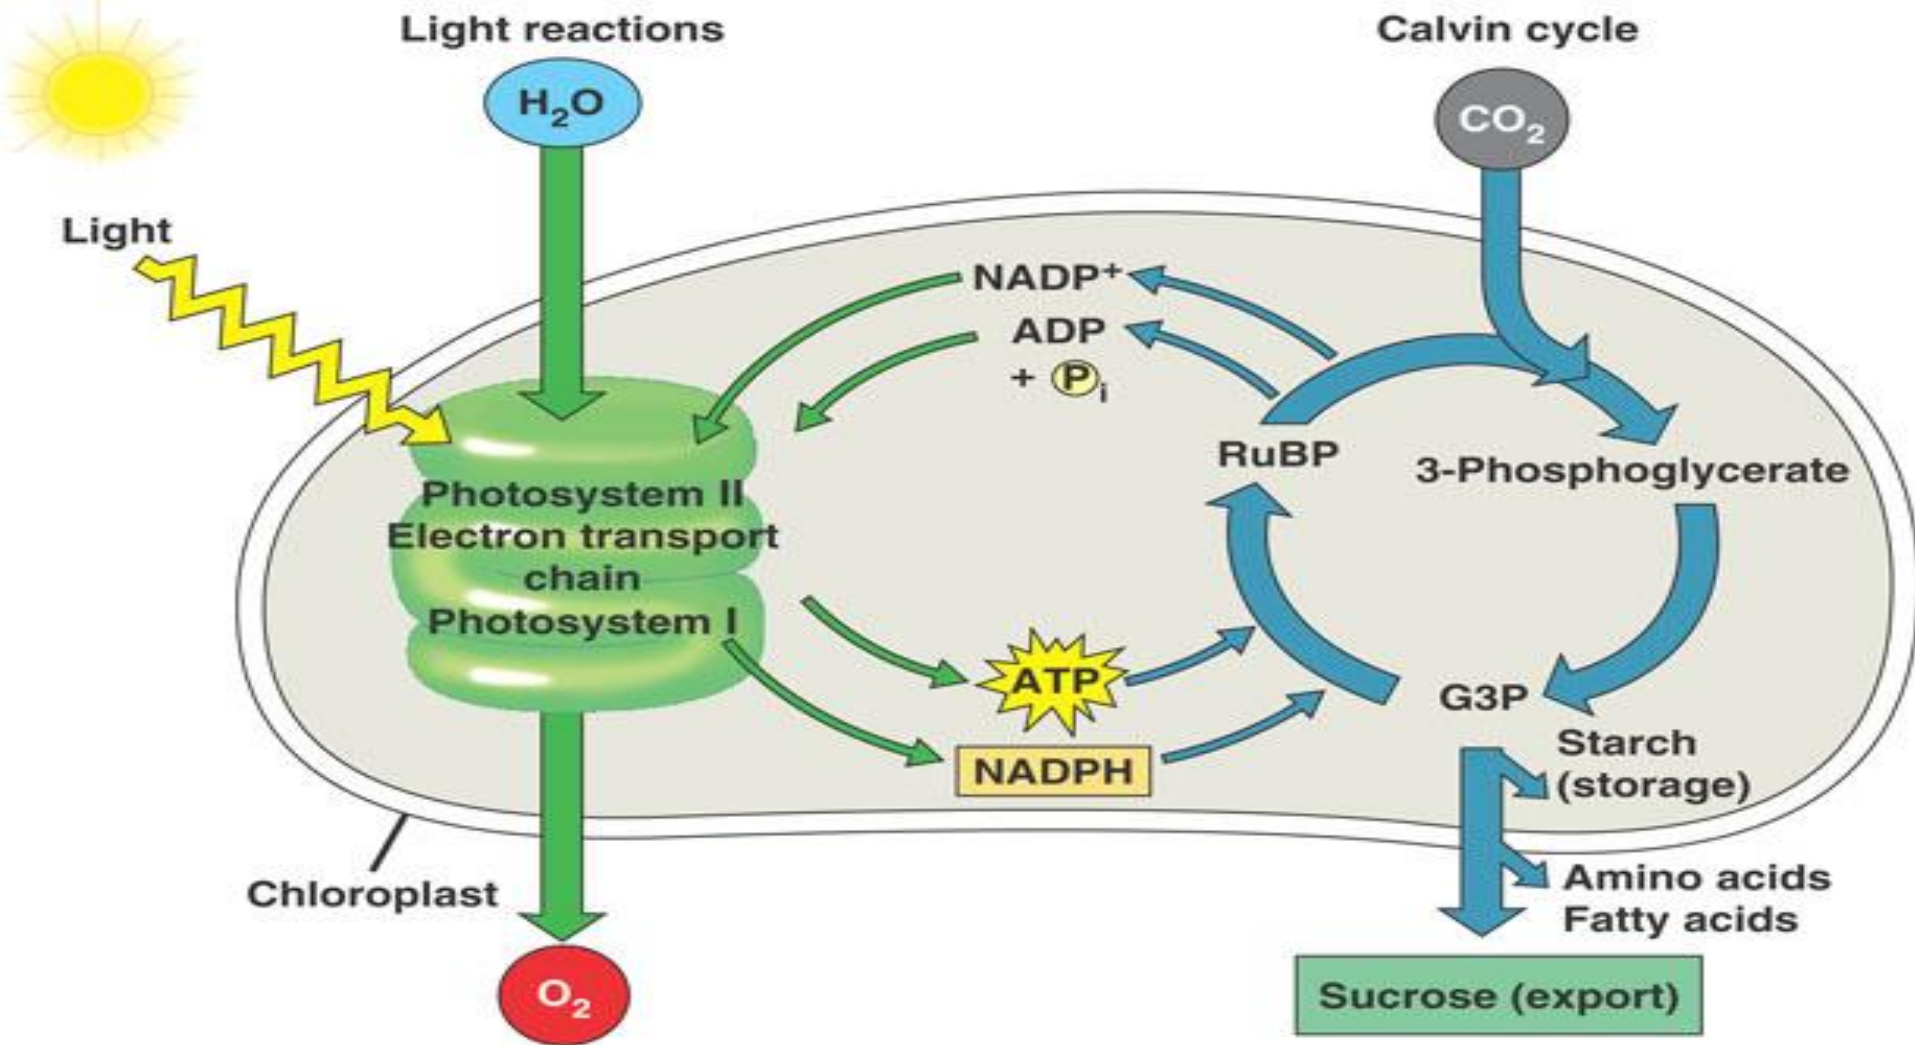 Light reactions
Calvin cycle
H₂O
CO₂
Light
NADP⁺
ADP
+ Pᵢ
RuBP
3-Phosphoglycerate
Photosystem II
Electron transport
chain
Photosystem I
ATP
NADPH
G3P
Starch
(storage)
Chloroplast
Amino acids
Fatty acids
O₂
Sucrose (export)